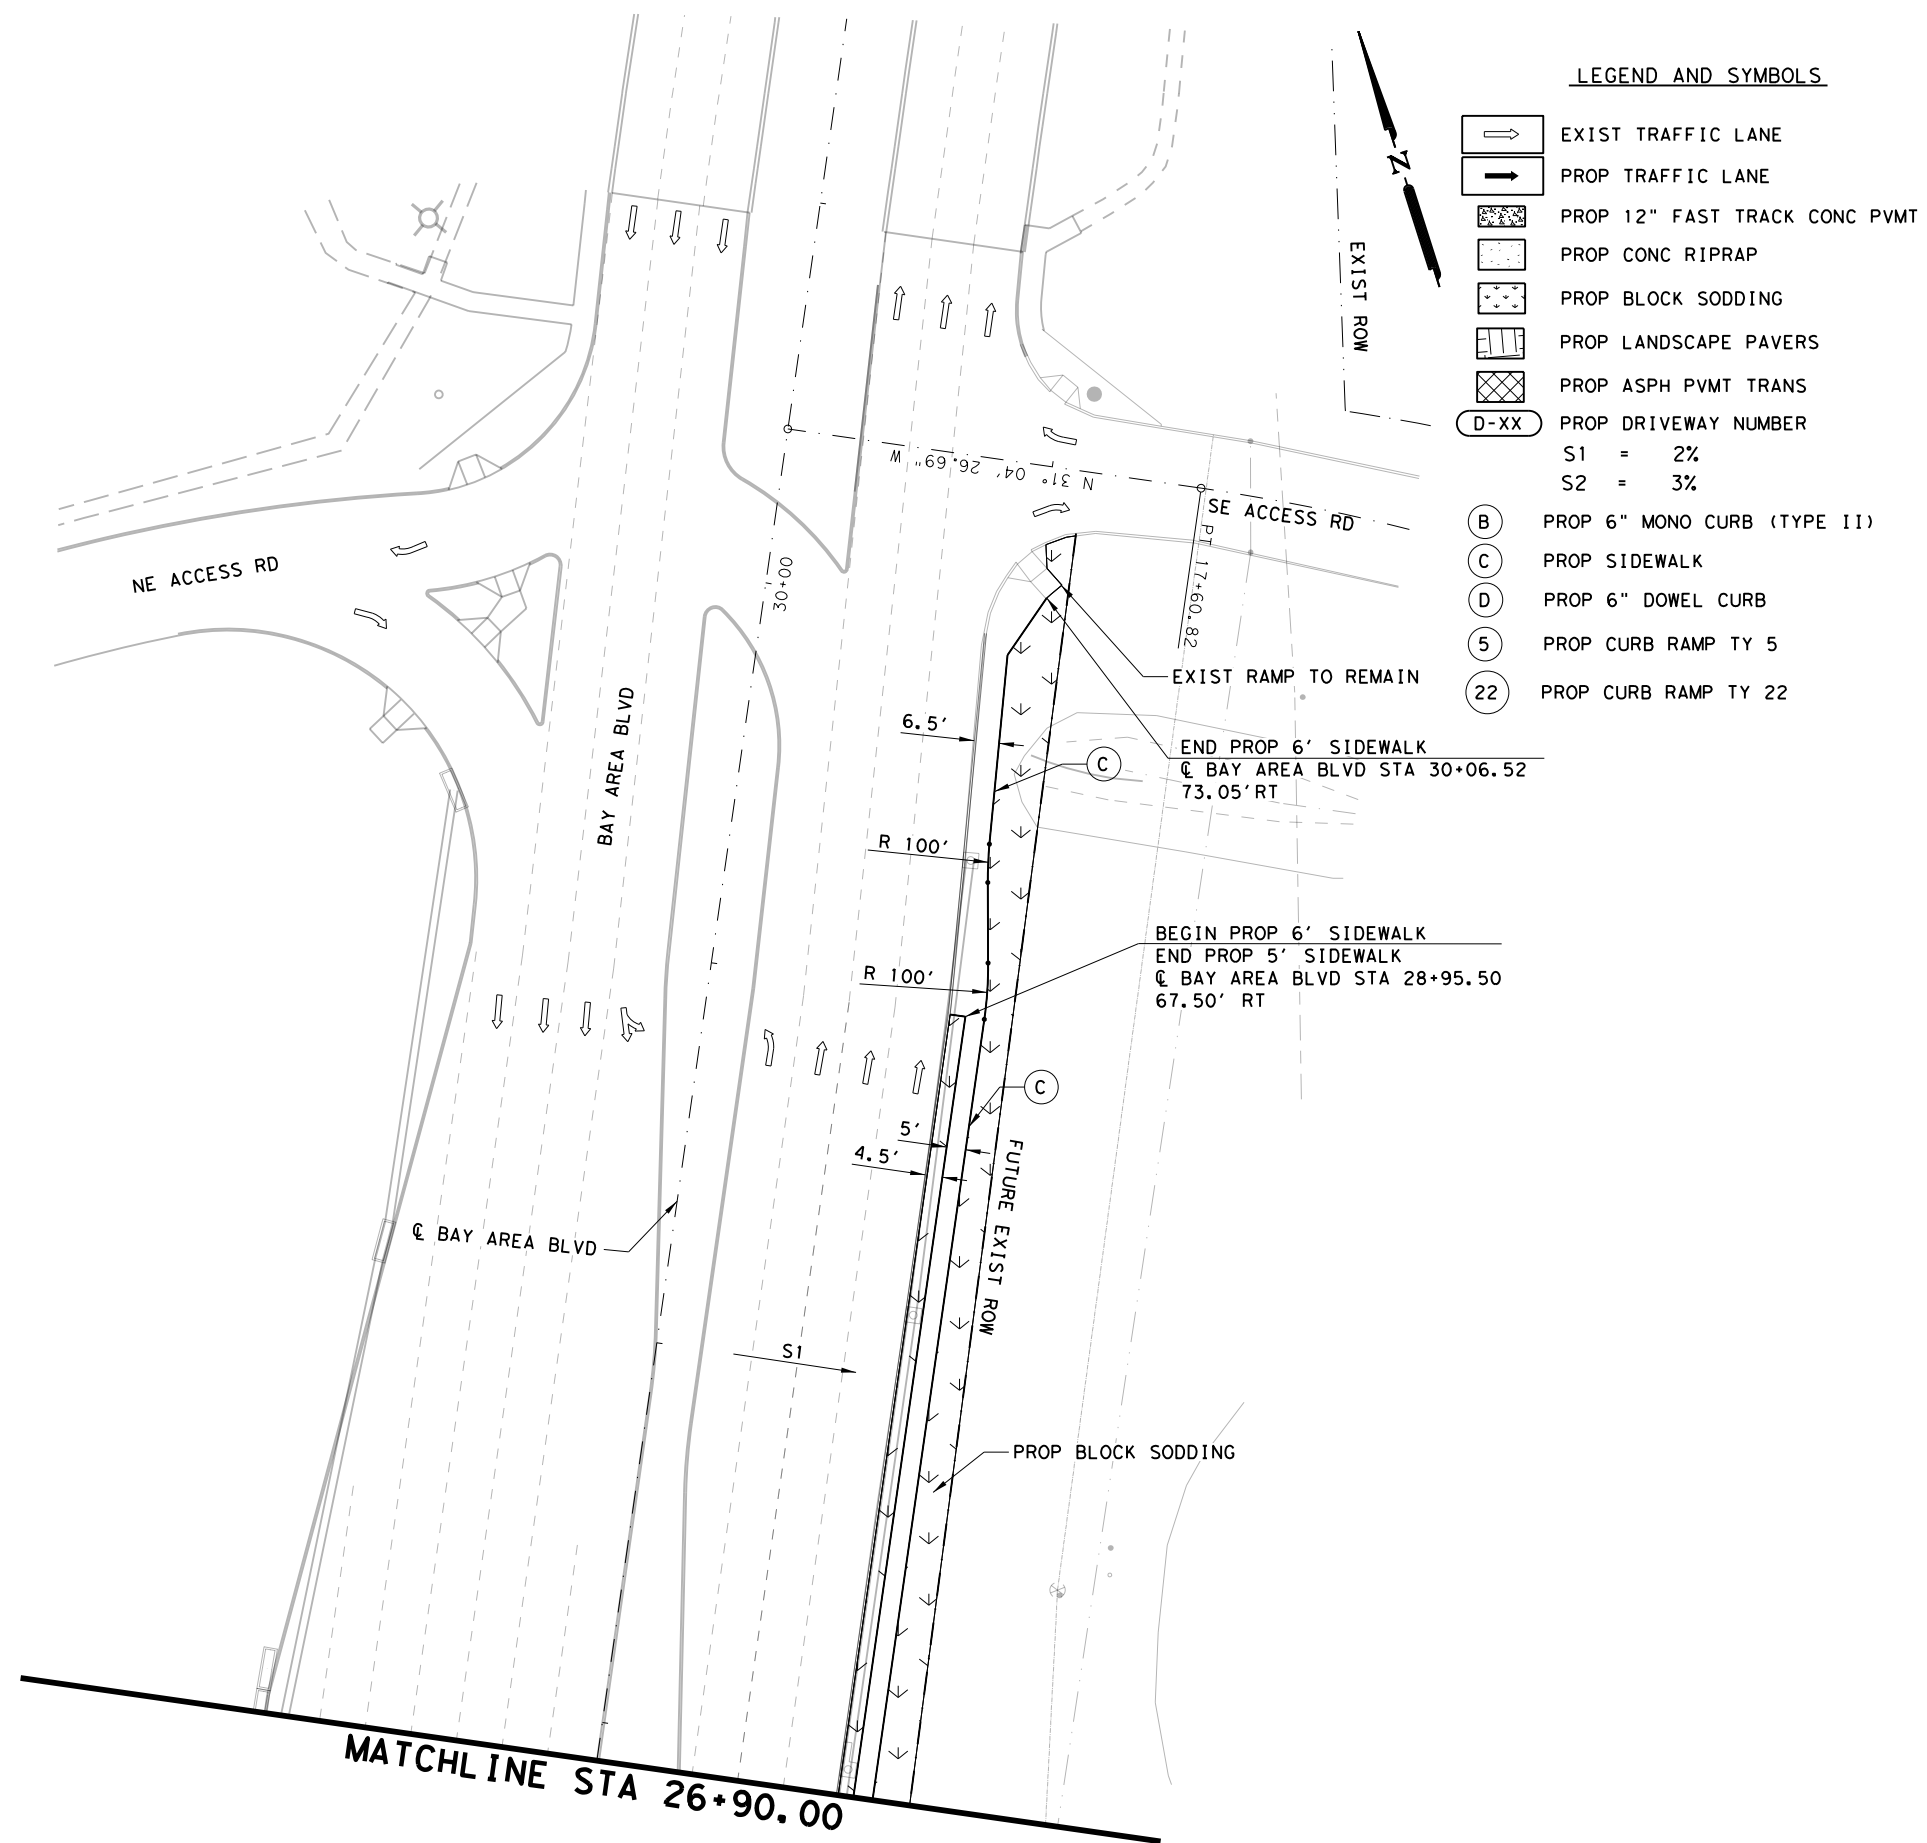 LEGEND AND SYMBOLS
EXIST TRAFFIC LANE
PROP TRAFFIC LANE
PROP 12" FAST TRACK CONC PVMT
PROP CONC RIPRAP
PROP BLOCK SODDING
PROP LANDSCAPE PAVERS
PROP ASPH PVMT TRANS
D-XX PROP DRIVEWAY NUMBER
S1 = 2%
S2 = 3%
B PROP 6" MONO CURB (TYPE II)
C PROP SIDEWALK
D PROP 6" DOWEL CURB
5 PROP CURB RAMP TY 5
22 PROP CURB RAMP TY 22
N
EXIST ROW
N 31° 04' 26.69" W
SE ACCESS RD
PT 17+60.82
NE ACCESS RD
30+00
BAY AREA BLVD
EXIST RAMP TO REMAIN
6.5'
C
END PROP 6' SIDEWALK
℄ BAY AREA BLVD STA 30+06.52
73.05'RT
R 100'
BEGIN PROP 6' SIDEWALK
END PROP 5' SIDEWALK
℄ BAY AREA BLVD STA 28+95.50
67.50' RT
R 100'
C
5'
4.5'
FUTURE EXIST ROW
℄ BAY AREA BLVD
S1
PROP BLOCK SODDING
MATCHLINE STA 26+90.00